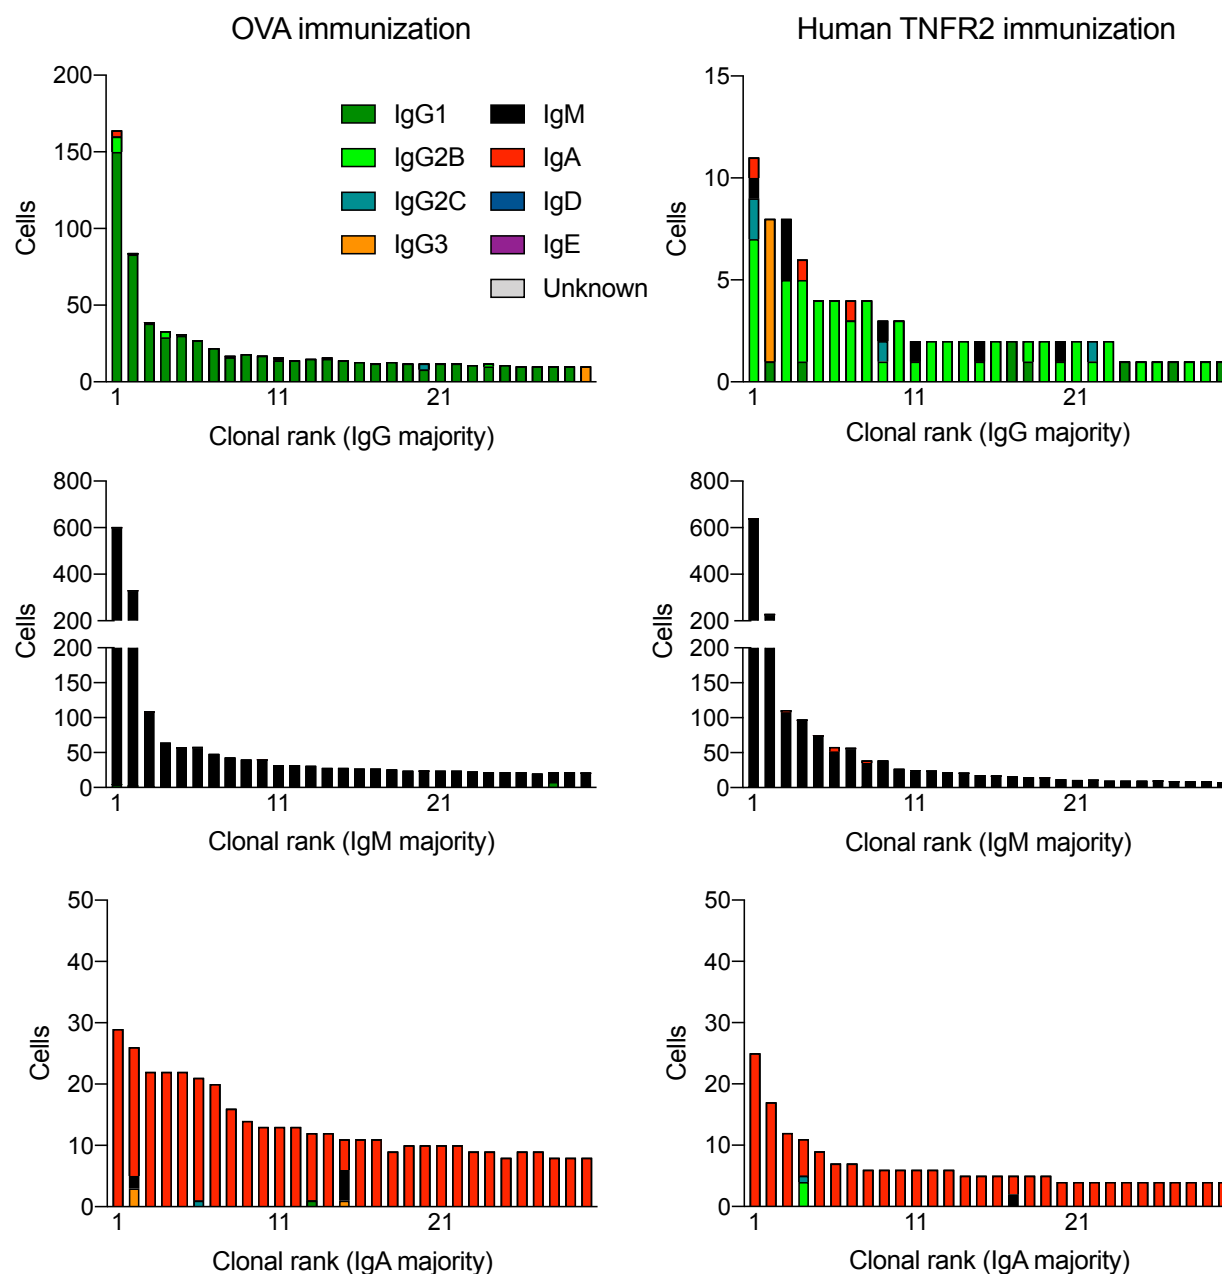 OVA immunization
Human TNFR2 immunization
200
150
100
50
0
Cells
1
11
21
Clonal rank (IgG majority)
IgG1
IgG2B
IgG2C
IgG3
IgM
IgA
IgD
IgE
Unknown
15
10
5
0
Cells
1
11
21
Clonal rank (IgG majority)
800
600
400
200
200
150
100
50
0
Cells
1
11
21
Clonal rank (IgM majority)
800
600
400
200
200
150
100
50
0
Cells
1
11
21
Clonal rank (IgM majority)
50
40
30
20
10
0
Cells
1
11
21
Clonal rank (IgA majority)
50
40
30
20
10
0
Cells
1
11
21
Clonal rank (IgA majority)